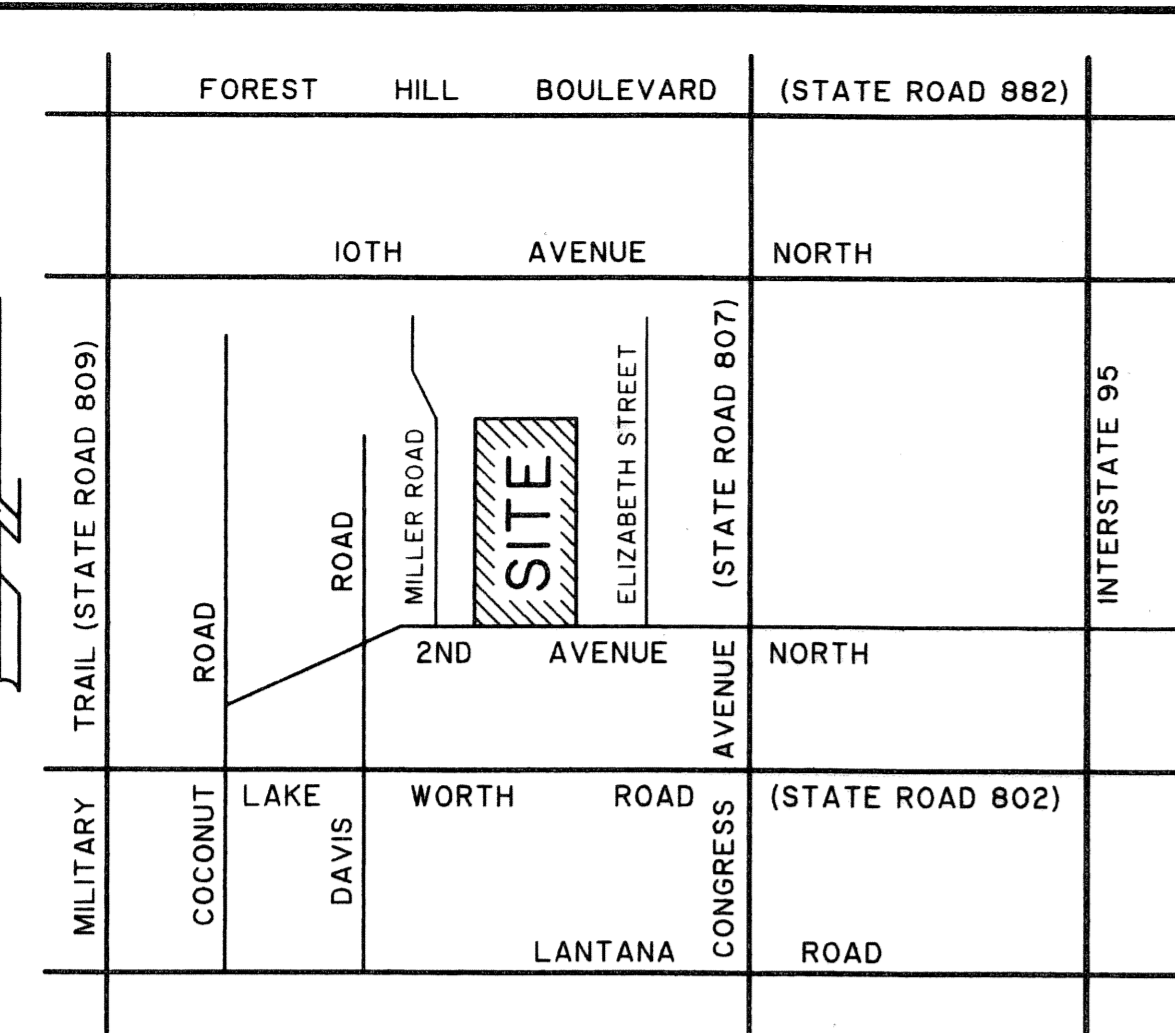 FOREST HILL BOULEVARD (STATE ROAD 882)
10TH AVENUE NORTH
MILITARY TRAIL (STATE ROAD 809)
COCONUT ROAD
DAVIS ROAD
MILLER ROAD
SITE
ELIZABETH STREET
CONGRESS AVENUE (STATE ROAD 807)
INTERSTATE 95
2ND AVENUE NORTH
LAKE WORTH ROAD (STATE ROAD 802)
LANTANA ROAD